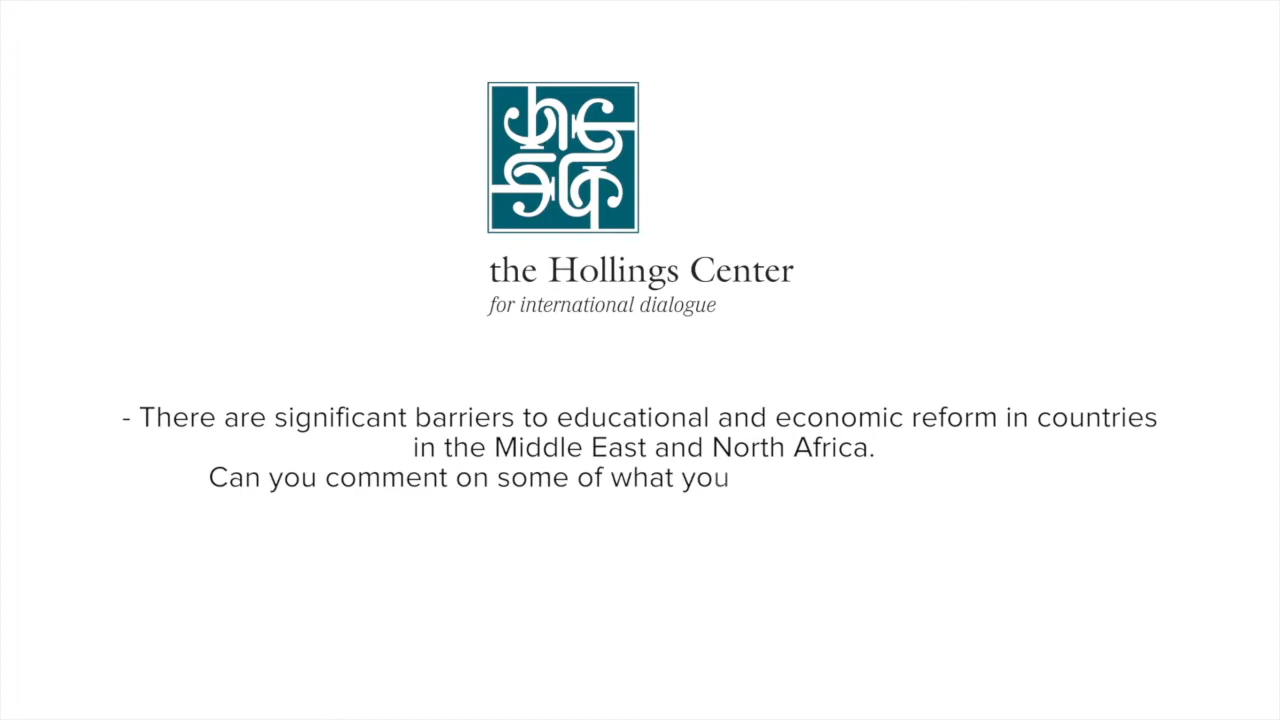 the Hollings Center
for international dialogue
- There are significant barriers to educational and economic reform in countries
in the Middle East and North Africa.
Can you comment on some of what you